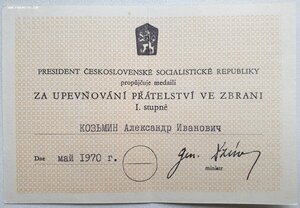 PRESIDENT ČESKOSLOVENSKÉ SOCIALISTICKÉ REPUBLIKY
propůjčuje medaili
ZA UPEVŇOVÁNÍ PŘÁTELSTVÍ VE ZBRANI
I. stupně
КОЗЬМИН Александр Иванович
Dne май 1970 г.
ministr